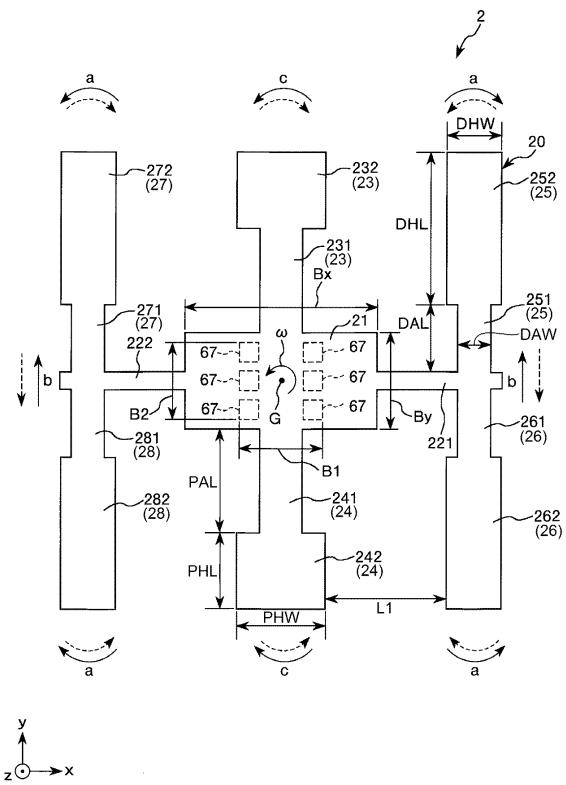 2
a
c
a
DHW
20
272
(27)
232
(23)
252
(25)
DHL
231
(23)
Bx
271
(27)
21
251
(25)
DAL
DAW
222
ω
67
67
b
67
67
b
B2
G
By
67
67
221
261
(26)
281
(28)
B1
PAL
241
(24)
282
(28)
262
(26)
242
(24)
PHL
L1
PHW
a
c
a
y
z
x